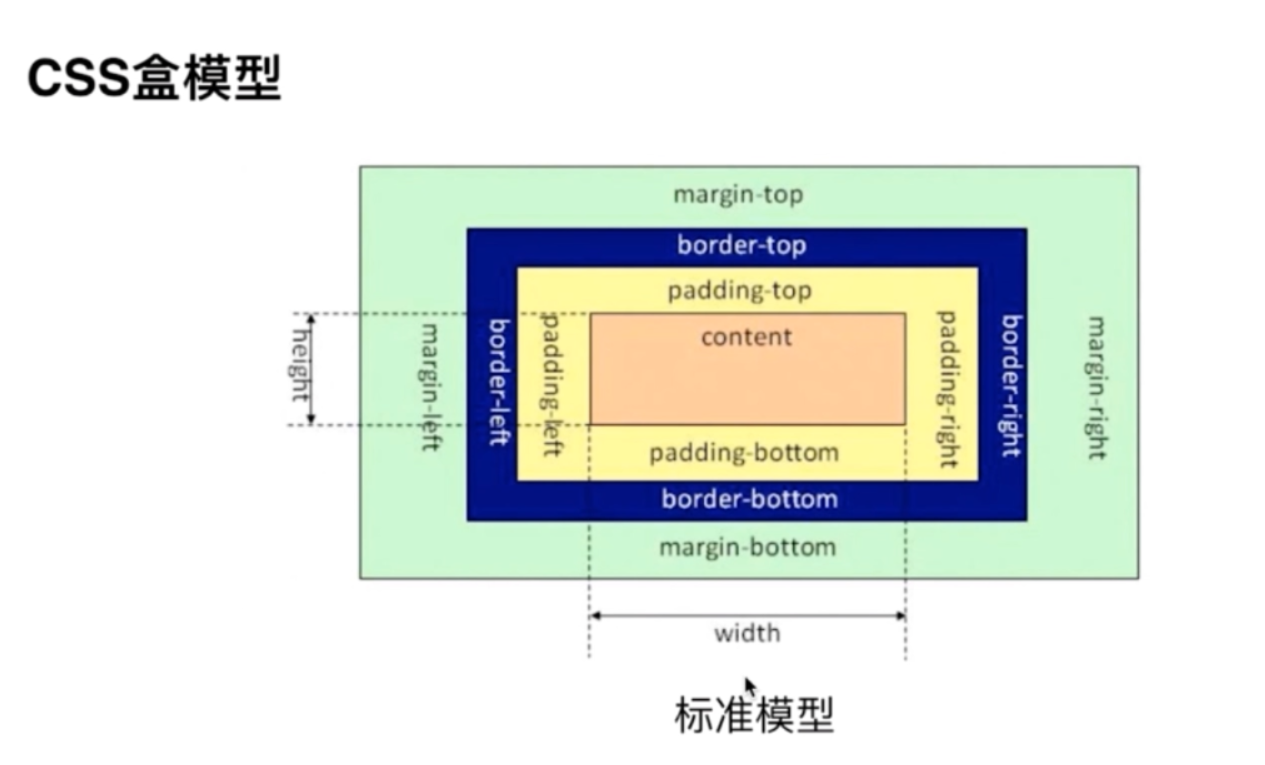 CSS盒模型
margin-top
border-top
padding-top
content
height
margin-left
border-left
padding-left
padding-right
border-right
margin-right
padding-bottom
border-bottom
margin-bottom
width
标准模型